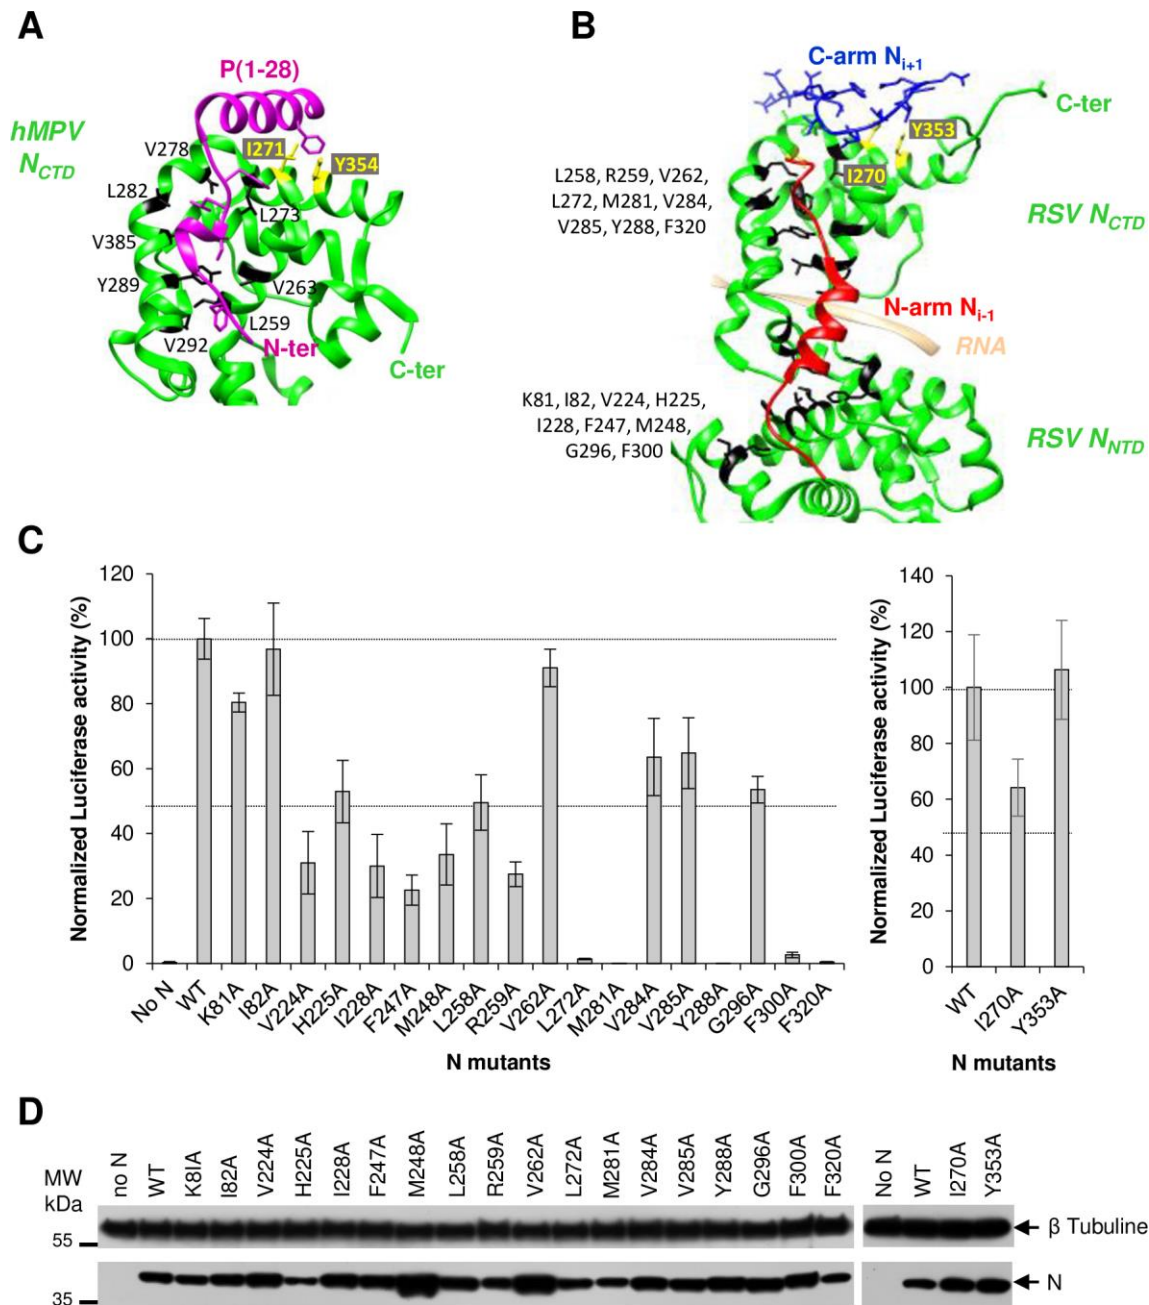 A
P(1-28)
hMPV
N_CTD
V278
I271
Y354
L282
L273
V385
Y289
V263
L259
V292
N-ter
C-ter
B
C-arm N_i+1
Y353
C-ter
I270
L258, R259, V262,
L272, M281, V284,
V285, Y288, F320
RSV N_CTD
N-arm N_i-1
RNA
K81, I82, V224, H225,
I228, F247, M248,
G296, F300
RSV N_NTD
C
Normalized Luciferase activity (%)
120
100
80
60
40
20
0
No N
WT
K81A
I82A
V224A
H225A
I228A
F247A
M248A
L258A
R259A
V262A
L272A
M281A
V284A
V285A
Y288A
G296A
F300A
F320A
N mutants
Normalized Luciferase activity (%)
140
120
100
80
60
40
20
0
WT
I270A
Y353A
N mutants
D
MW
kDa
no N
WT
K8IA
I82A
V224A
H225A
I228A
F247A
M248A
L258A
R259A
V262A
L272A
M281A
V284A
V285A
Y288A
G296A
F300A
F320A
No N
WT
I270A
Y353A
55
β Tubuline
35
N